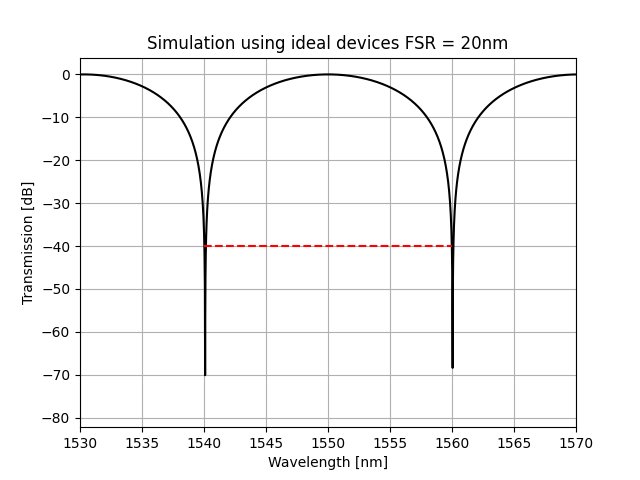 Simulation using ideal devices FSR = 20nm
Transmission [dB]
0
−10
−20
−30
−40
−50
−60
−70
−80
1530 1535 1540 1545 1550 1555 1560 1565 1570
Wavelength [nm]